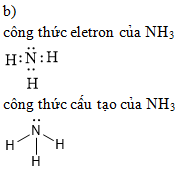 b)
công thức eletron của NH3
H:N:H
H
công thức cấu tạo của NH3
N
H H
H